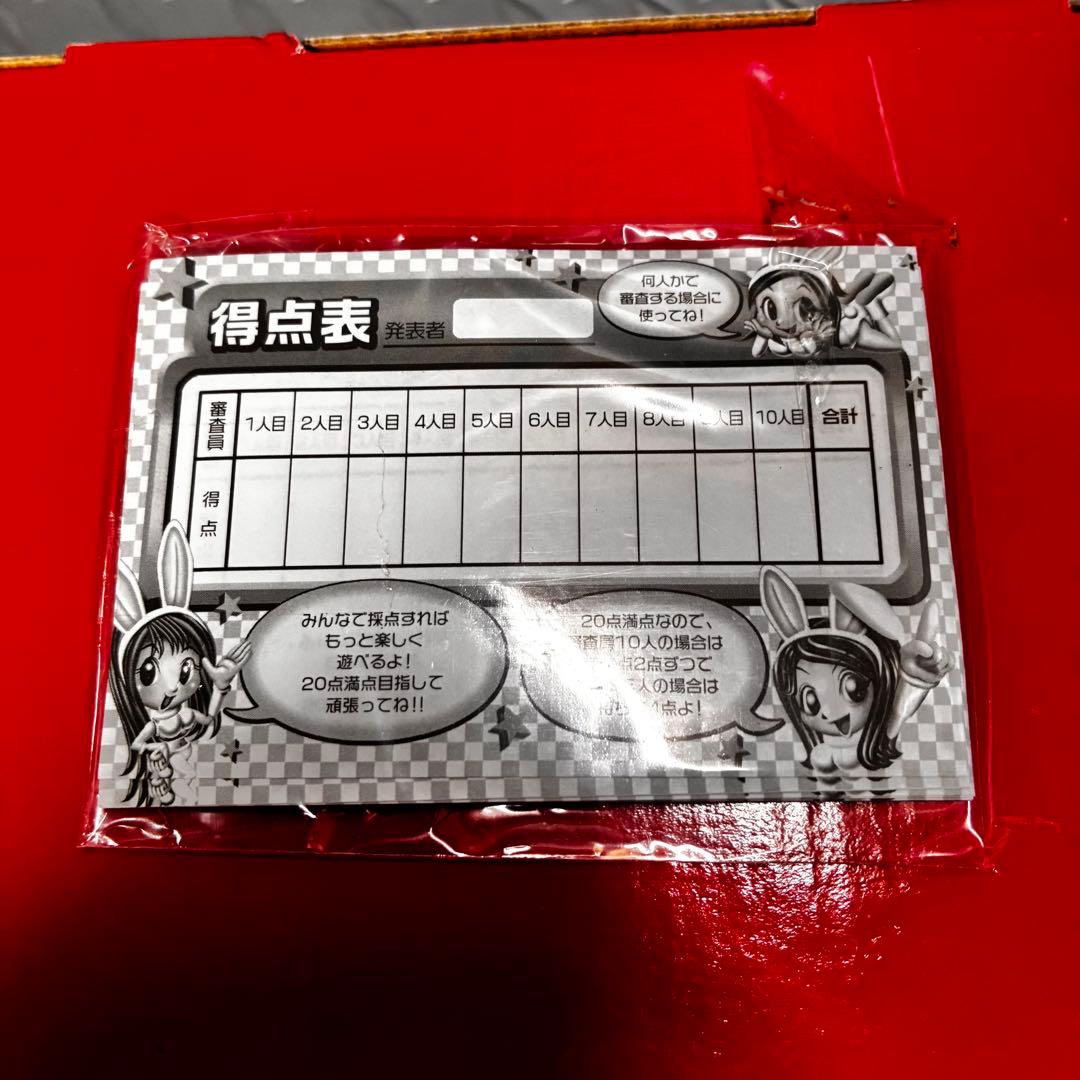 得点表 発表者
何人かで
審査する場合に
使ってね!
審査員 1人目 2人目 3人目 4人目 5人目 6人目 7人目 8人目 人目 10人目 合計
得点
みんなで採点すれば
もっと楽しく
遊べるよ!
20点満点目指して
頑張ってね!!
20点満点なので、
審査員10人の場合は
点2点ずつで
人の場合は
点よ!